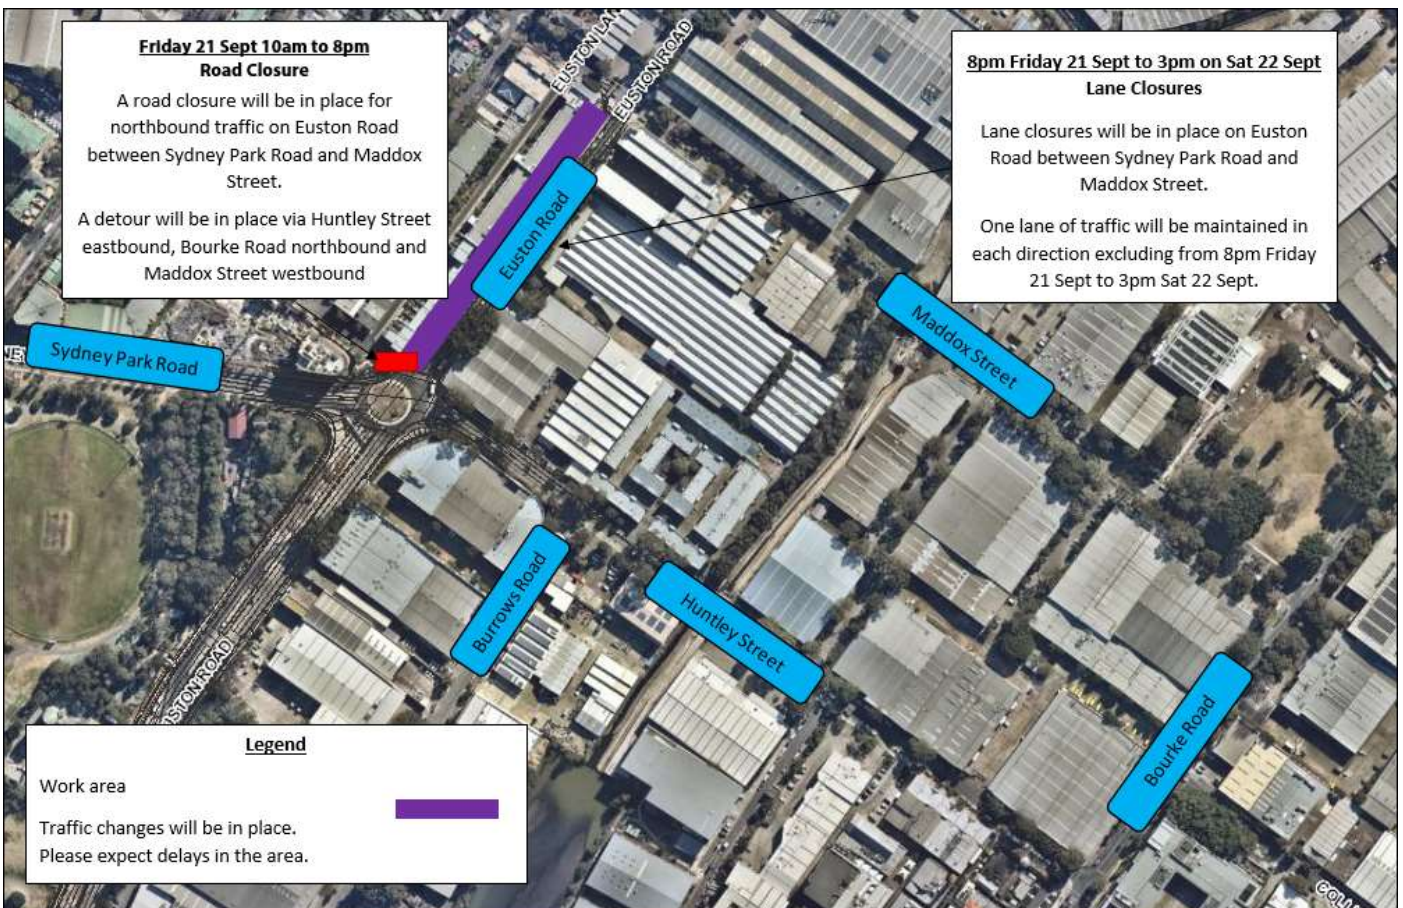 Friday 21 Sept 10am to 8pm
Road Closure
A road closure will be in place for
northbound traffic on Euston Road
between Sydney Park Road and Maddox
Street.
A detour will be in place via Huntley Street
eastbound, Bourke Road northbound and
Maddox Street westbound
EUSTON LAN
EUSTON ROAD
8pm Friday 21 Sept to 3pm on Sat 22 Sept
Lane Closures
Lane closures will be in place on Euston
Road between Sydney Park Road and
Maddox Street.
One lane of traffic will be maintained in
each direction excluding from 8pm Friday
21 Sept to 3pm Sat 22 Sept.
Euston Road
Maddox Street
Sydney Park Road
Burrows Road
Huntley Street
Bourke Road
USTON ROAD
Legend
Work area
Traffic changes will be in place.
Please expect delays in the area.